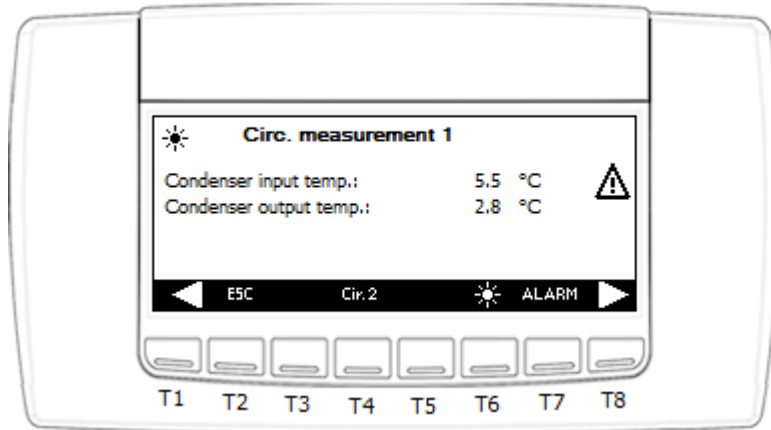 Circ. measurement 1
Condenser input temp.: 5.5 °C
Condenser output temp.: 2.8 °C
ESC Cir.2 ALARM
T1 T2 T3 T4 T5 T6 T7 T8